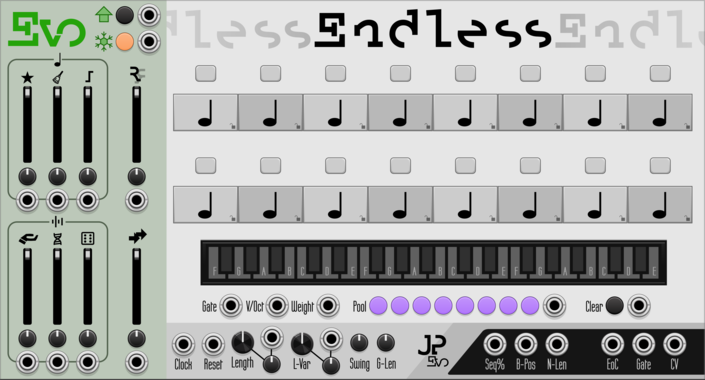 Evo
lessEndlessEndless
F G A B C D E F G A B C D E F G A B C D E
Gate V/Oct Weight Pool Clear
Clock Reset Length L-Var Swing G-Len JP Evo Seq% B-Pos N-Len EoC Gate CV